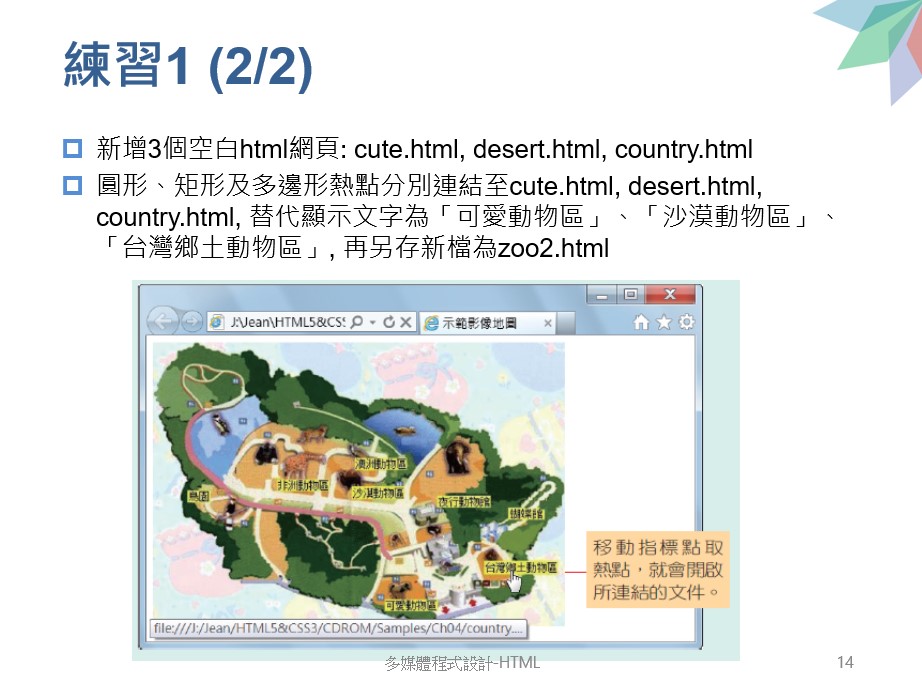 練習1 (2/2)
新增3個空白html網頁: cute.html, desert.html, country.html
圓形、矩形及多邊形熱點分別連結至cute.html, desert.html,
country.html, 替代顯示文字為「可愛動物區」、「沙漠動物區」、
「台灣鄉土動物區」, 再另存新檔為zoo2.html
J:\Jean\HTML5&CS
示範影像地圖
澳洲動物區
非洲動物區
沙漠動物區
鳥園
夜行動物館
蝴蝶館
台灣鄉土動物區
可愛動物區
移動指標點取
熱點，就會開啟
所連結的文件。
file:///J:/Jean/HTML5&CSS3/CDROM/Samples/Ch04/country....
多媒體程式設計-HTML
14